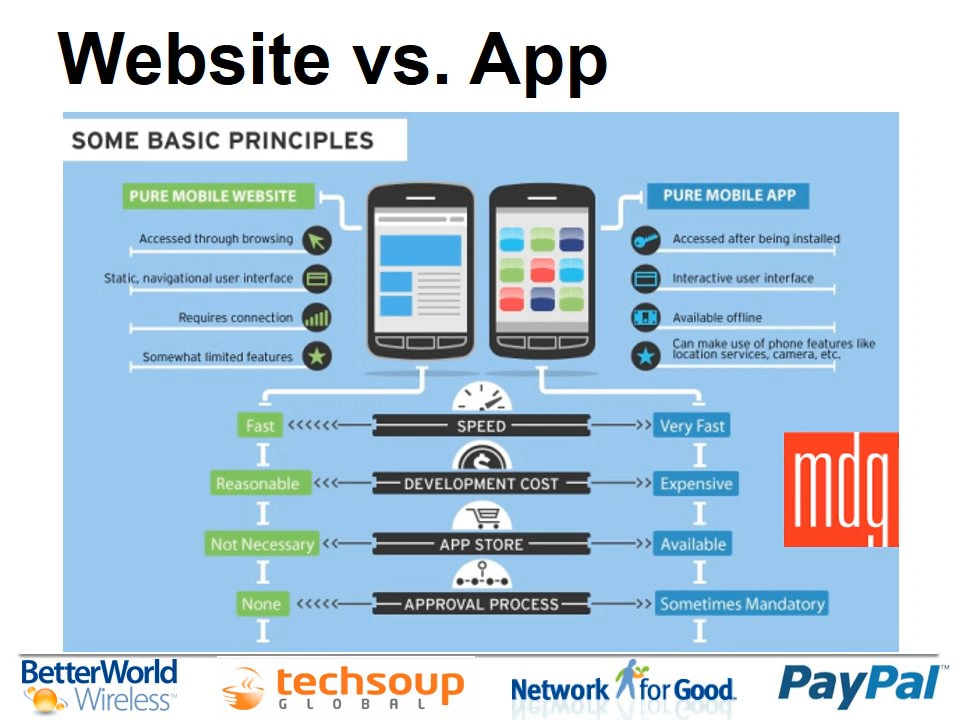 Website vs. App
SOME BASIC PRINCIPLES
PURE MOBILE WEBSITE
Accessed through browsing
Static, navigational user interface
Requires connection
Somewhat limited features
PURE MOBILE APP
Accessed after being installed
Interactive user interface
Available offline
Can make use of phone features like
location services, camera, etc.
Fast <<<<<< SPEED >> Very Fast
Reasonable <<< DEVELOPMENT COST >> Expensive
Not Necessary << APP STORE >> Available
None <<<<< APPROVAL PROCESS >> Sometimes Mandatory
mdg
BetterWorld
Wireless™
techsoup
GLOBAL
Network for Good.
PayPal™